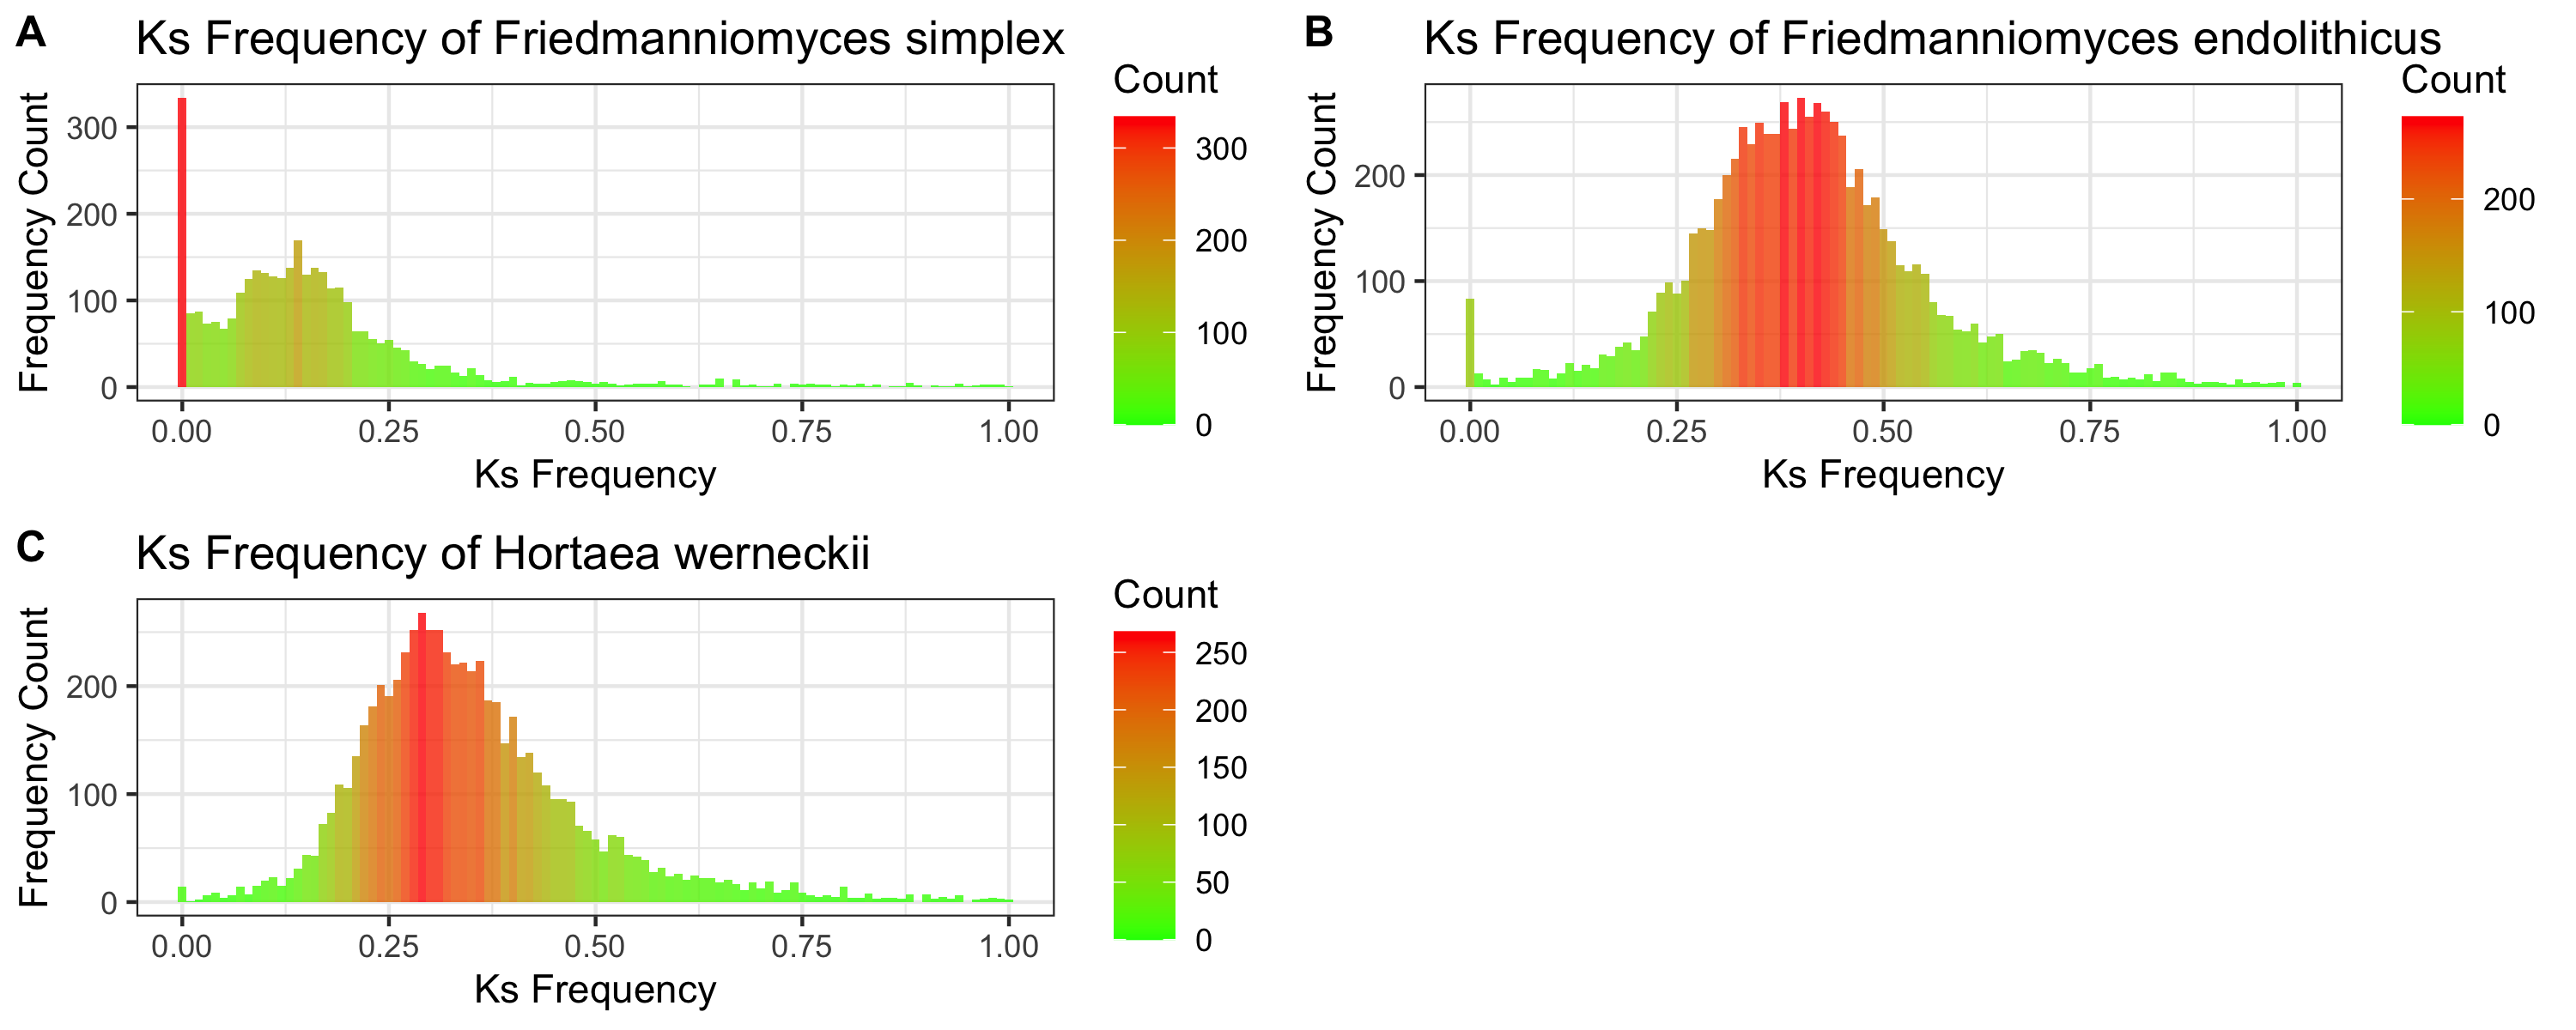 A
Ks Frequency of Friedmanniomyces simplex
Frequency Count
300
200
100
0
0.00 0.25 0.50 0.75 1.00
Ks Frequency
Count
300
200
100
0
B
Ks Frequency of Friedmanniomyces endolithicus
Frequency Count
200
100
0
0.00 0.25 0.50 0.75 1.00
Ks Frequency
Count
200
100
0
C
Ks Frequency of Hortaea werneckii
Frequency Count
200
100
0
0.00 0.25 0.50 0.75 1.00
Ks Frequency
Count
250
200
150
100
50
0